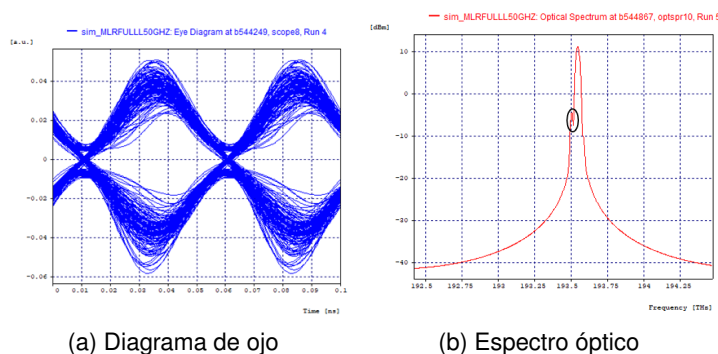 sim_MLRFULLL50GHZ: Eye Diagram at b544249, scope8, Run 4
[a.u.]
0.04
0.02
0
-0.02
-0.04
-0.06
0 0.01 0.02 0.03 0.04 0.05 0.06 0.07 0.08 0.09 0.1
Time [ns]
(a) Diagrama de ojo
sim_MLRFULLL50GHZ: Optical Spectrum at b544867, optspr10, Run 5
[dBm]
10
0
-10
-20
-30
-40
192.5 192.75 193 193.25 193.5 193.75 194 194.25
Frequency [THz]
(b) Espectro óptico